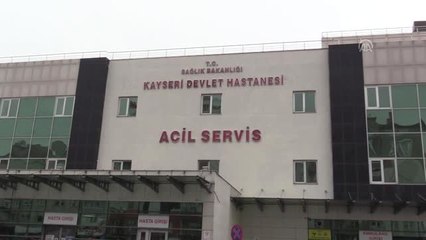 T.C.
SAĞLIK BAKANLIĞI
KAYSERİ DEVLET HASTANESİ
ACİL SERVİS
HASTA GİRİŞİ
HASTA GİRİŞİ